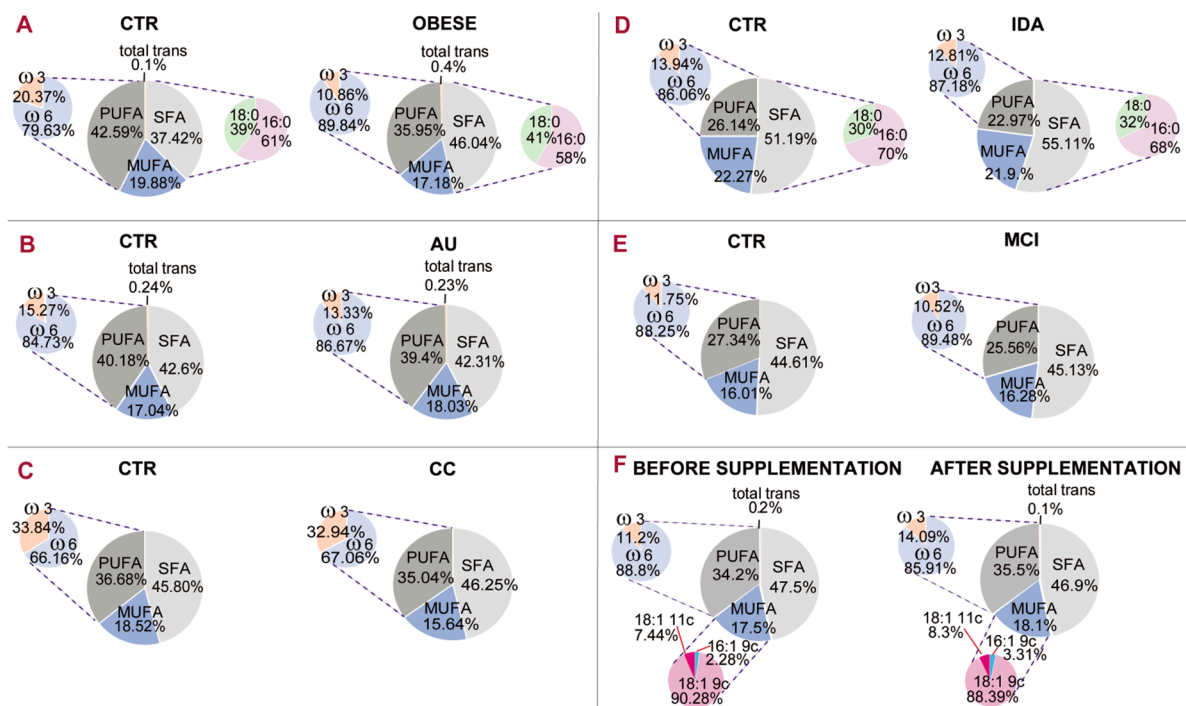 A
CTR
OBESE
total trans
0.1%
ω 3
20.37%
ω 6
79.63%
PUFA
42.59%
SFA
37.42%
MUFA
19.88%
18:0
39%
16:0
61%
total trans
0.4%
ω 3
10.86%
ω 6
89.84%
PUFA
35.95%
SFA
46.04%
MUFA
17.18%
18:0
41%
16:0
58%
D
CTR
IDA
ω 3
13.94%
ω 6
86.06%
PUFA
26.14%
SFA
51.19%
MUFA
22.27%
18:0
30%
16:0
70%
ω 3
12.81%
ω 6
87.18%
PUFA
22.97%
SFA
55.11%
MUFA
21.9.%
18:0
32%
16:0
68%
B
CTR
AU
total trans
0.24%
ω 3
15.27%
ω 6
84.73%
PUFA
40.18%
SFA
42.6%
MUFA
17.04%
total trans
0.23%
ω 3
13.33%
ω 6
86.67%
PUFA
39.4%
SFA
42.31%
MUFA
18.03%
E
CTR
MCI
ω 3
11.75%
ω 6
88.25%
PUFA
27.34%
SFA
44.61%
MUFA
16.01%
ω3
10.52%
ω 6
89.48%
PUFA
25.56%
SFA
45.13%
MUFA
16.28%
C
CTR
CC
ω 3
33.84%
ω 6
66.16%
PUFA
36.68%
SFA
45.80%
MUFA
18.52%
ω 3
32.94%
ω 6
67.06%
PUFA
35.04%
SFA
46.25%
MUFA
15.64%
F
BEFORE SUPPLEMENTATION
AFTER SUPPLEMENTATION
total trans
0.2%
ω 3
11.2%
ω 6
88.8%
PUFA
34.2%
SFA
47.5%
MUFA
17.5%
18:1 11c
7.44%
16:1 9c
2.28%
18:1 9c
90.28%
total trans
0.1%
ω 3
14.09%
ω 6
85.91%
PUFA
35.5%
SFA
46.9%
MUFA
18.1%
18:1 11c
8.3%
16:1 9c
3.31%
18:1 9c
88.39%